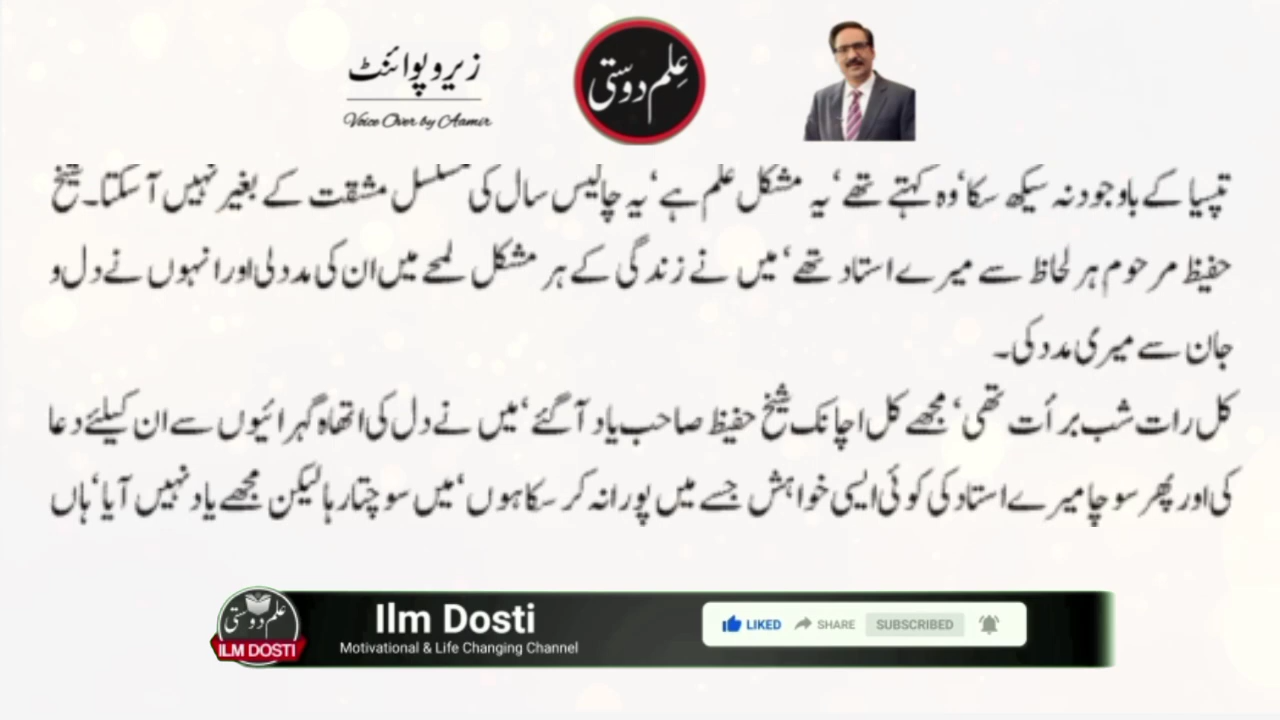 زیرو پوائنٹ
Voice Over by Aamir
علم دوستی
تپسیا کے باوجود نہ سیکھ سکا‘ وہ کہتے تھے‘ یہ مشکل علم ہے‘ یہ چالیس سال کی مسلسل مشقت کے بغیر نہیں آ سکتا۔ شیخ
حفیظ مرحوم ہر لحاظ سے میرے استاد تھے‘ میں نے زندگی کے ہر مشکل لمحے میں ان کی مدد لی اور انہوں نے دل و
جان سے میری مدد کی۔
کل رات شب برأت تھی‘ مجھے کل اچانک شیخ حفیظ صاحب یاد آ گئے‘ میں نے دل کی اتھاہ گہرائیوں سے ان کیلئے دعا
کی اور پھر سوچا میرے استاد کی کوئی ایسی خواہش جسے میں پورا نہ کر سکا ہوں‘ میں سوچتا رہا لیکن مجھے یاد نہیں آیا‘ ہاں
علم دوستی
ILM DOSTI
Ilm Dosti
Motivational & Life Changing Channel
LIKED
SHARE
SUBSCRIBED